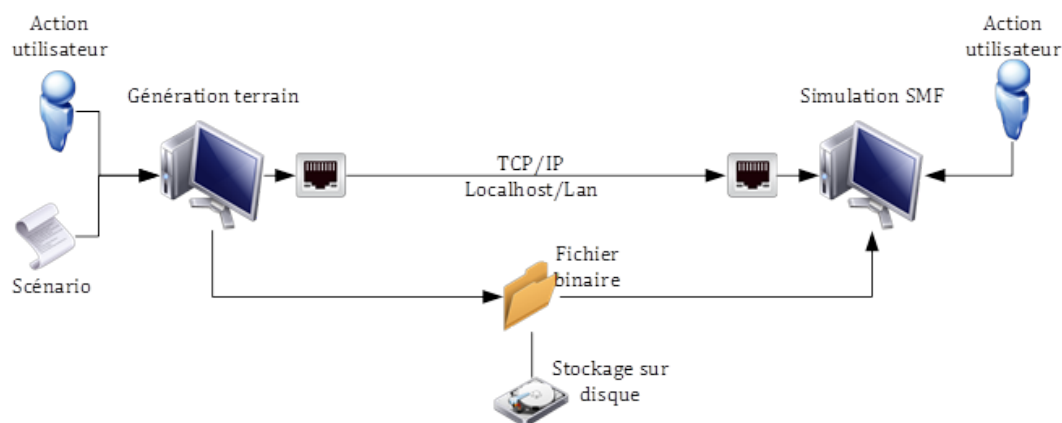 Action
utilisateur
Action
utilisateur
Génération terrain
Simulation SMF
TCP/IP
Localhost/Lan
Scénario
Fichier
binaire
Stockage sur
disque